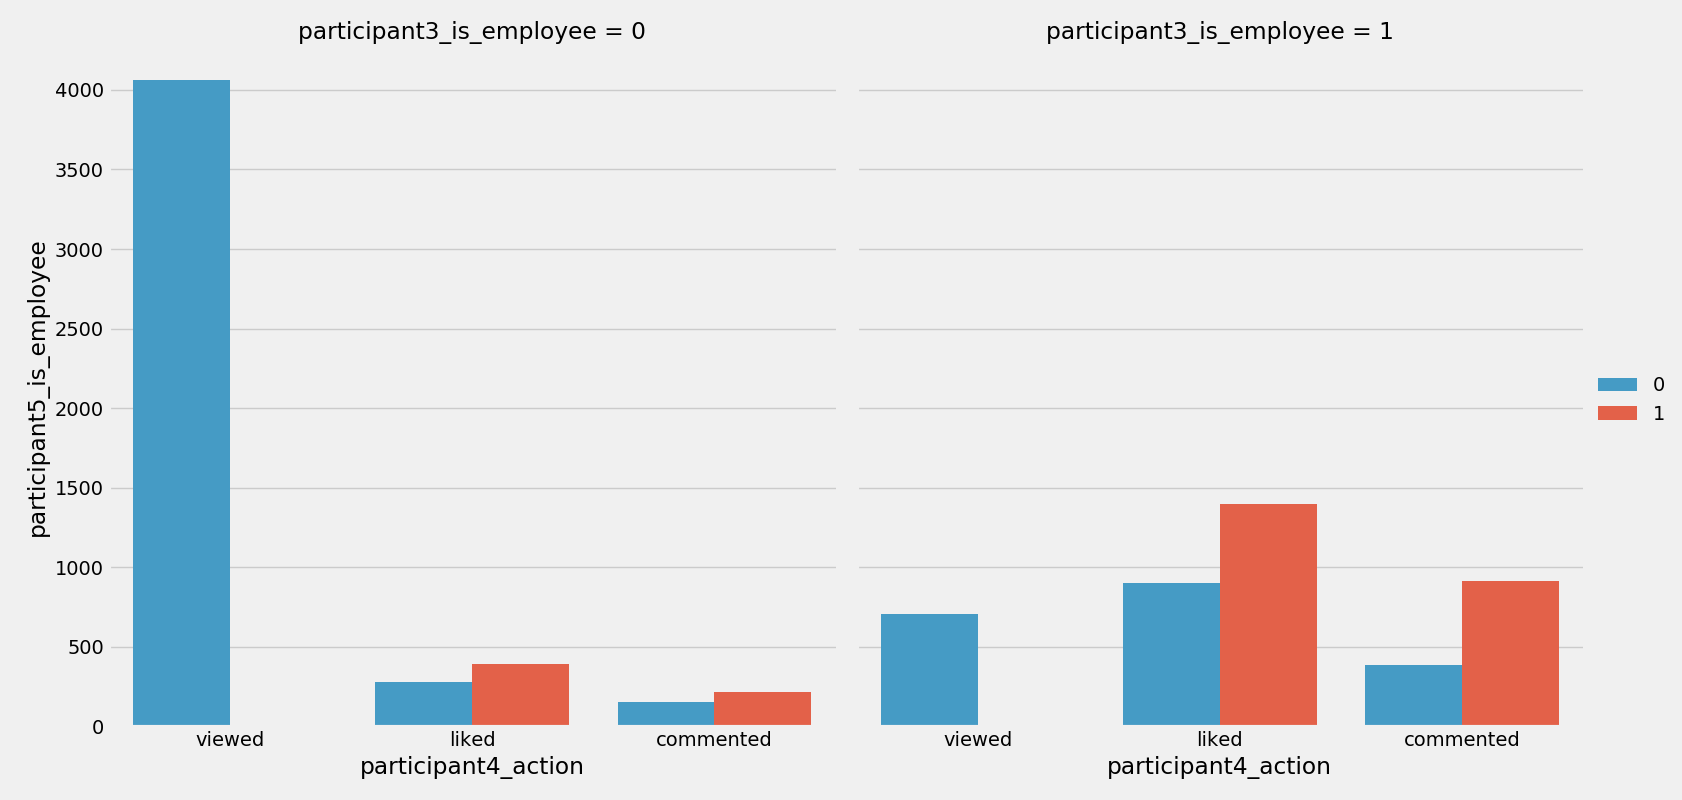 participant3_is_employee = 0
participant3_is_employee = 1
participant5_is_employee
4000
3500
3000
2500
2000
1500
1000
500
0
viewed
liked
commented
viewed
liked
commented
participant4_action
participant4_action
0
1